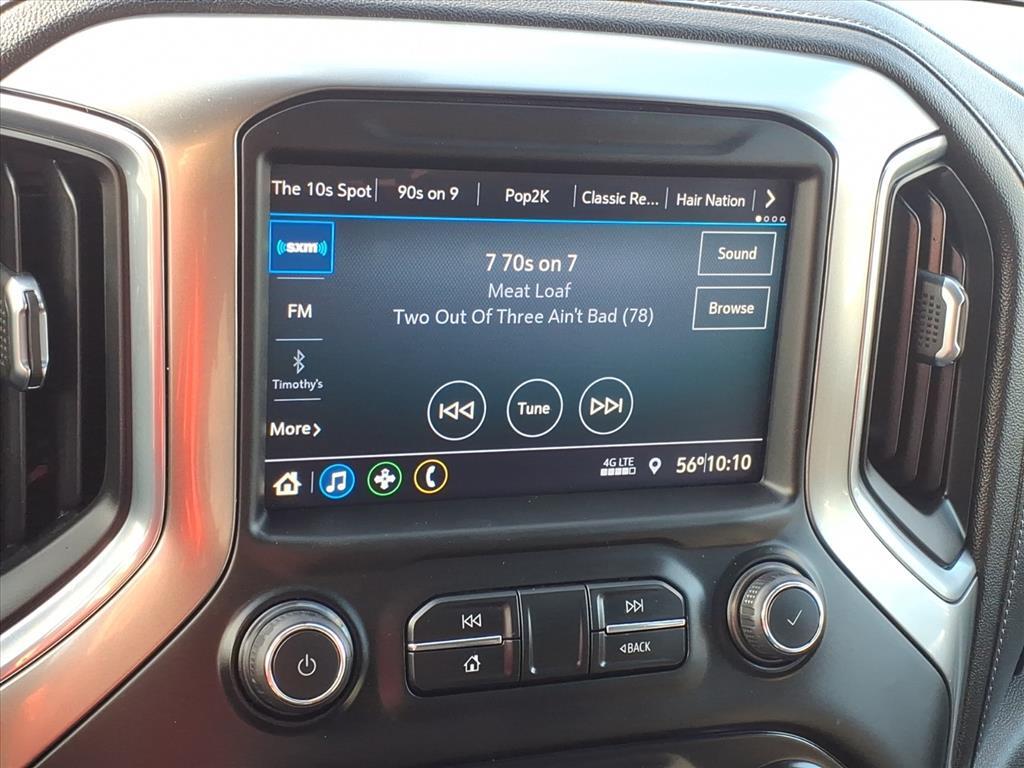 The 10s Spot 90s on 9 Pop2K Classic Re... Hair Nation
((sxm))
7 70s on 7
Sound
Meat Loaf
FM
Two Out Of Three Ain't Bad (78)
Browse
Timothy's
Tune
More
4G LTE
56° 10:10
BACK